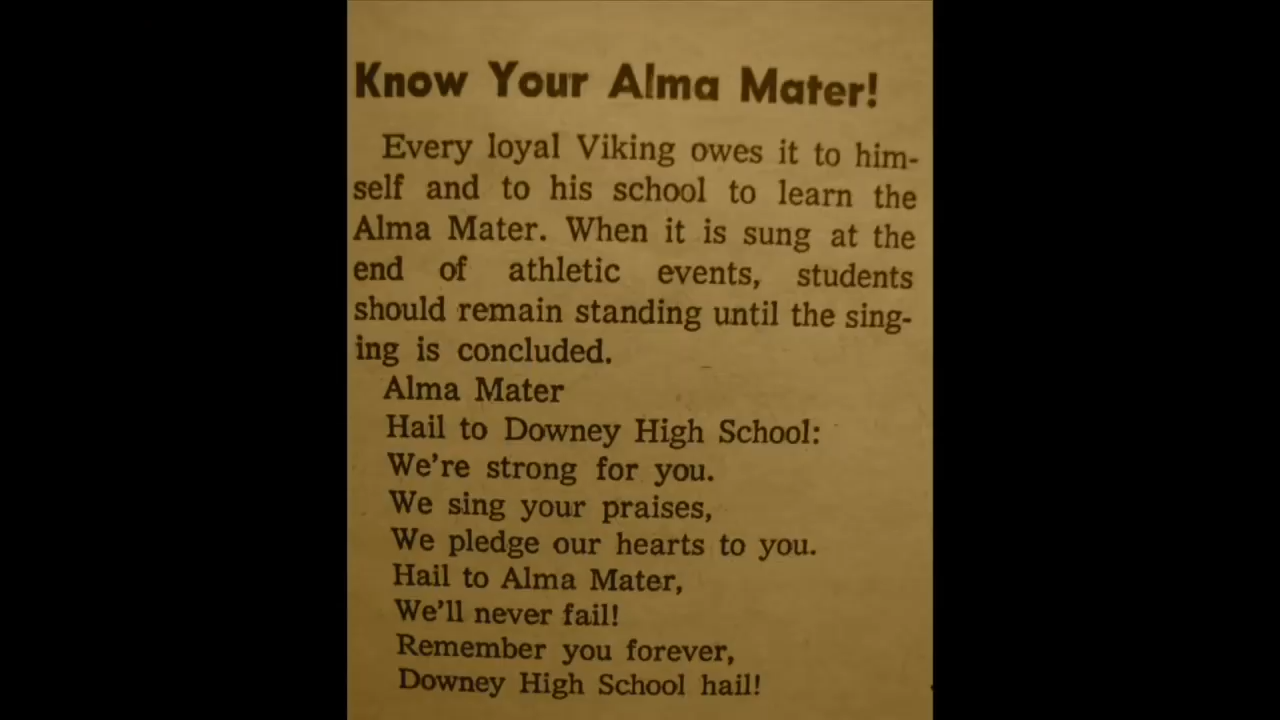 Know Your Alma Mater!
Every loyal Viking owes it to him-
self and to his school to learn the
Alma Mater. When it is sung at the
end of athletic events, students
should remain standing until the sing-
ing is concluded.
Alma Mater
Hail to Downey High School:
We're strong for you.
We sing your praises,
We pledge our hearts to you.
Hail to Alma Mater,
We'll never fail!
Remember you forever,
Downey High School hail!